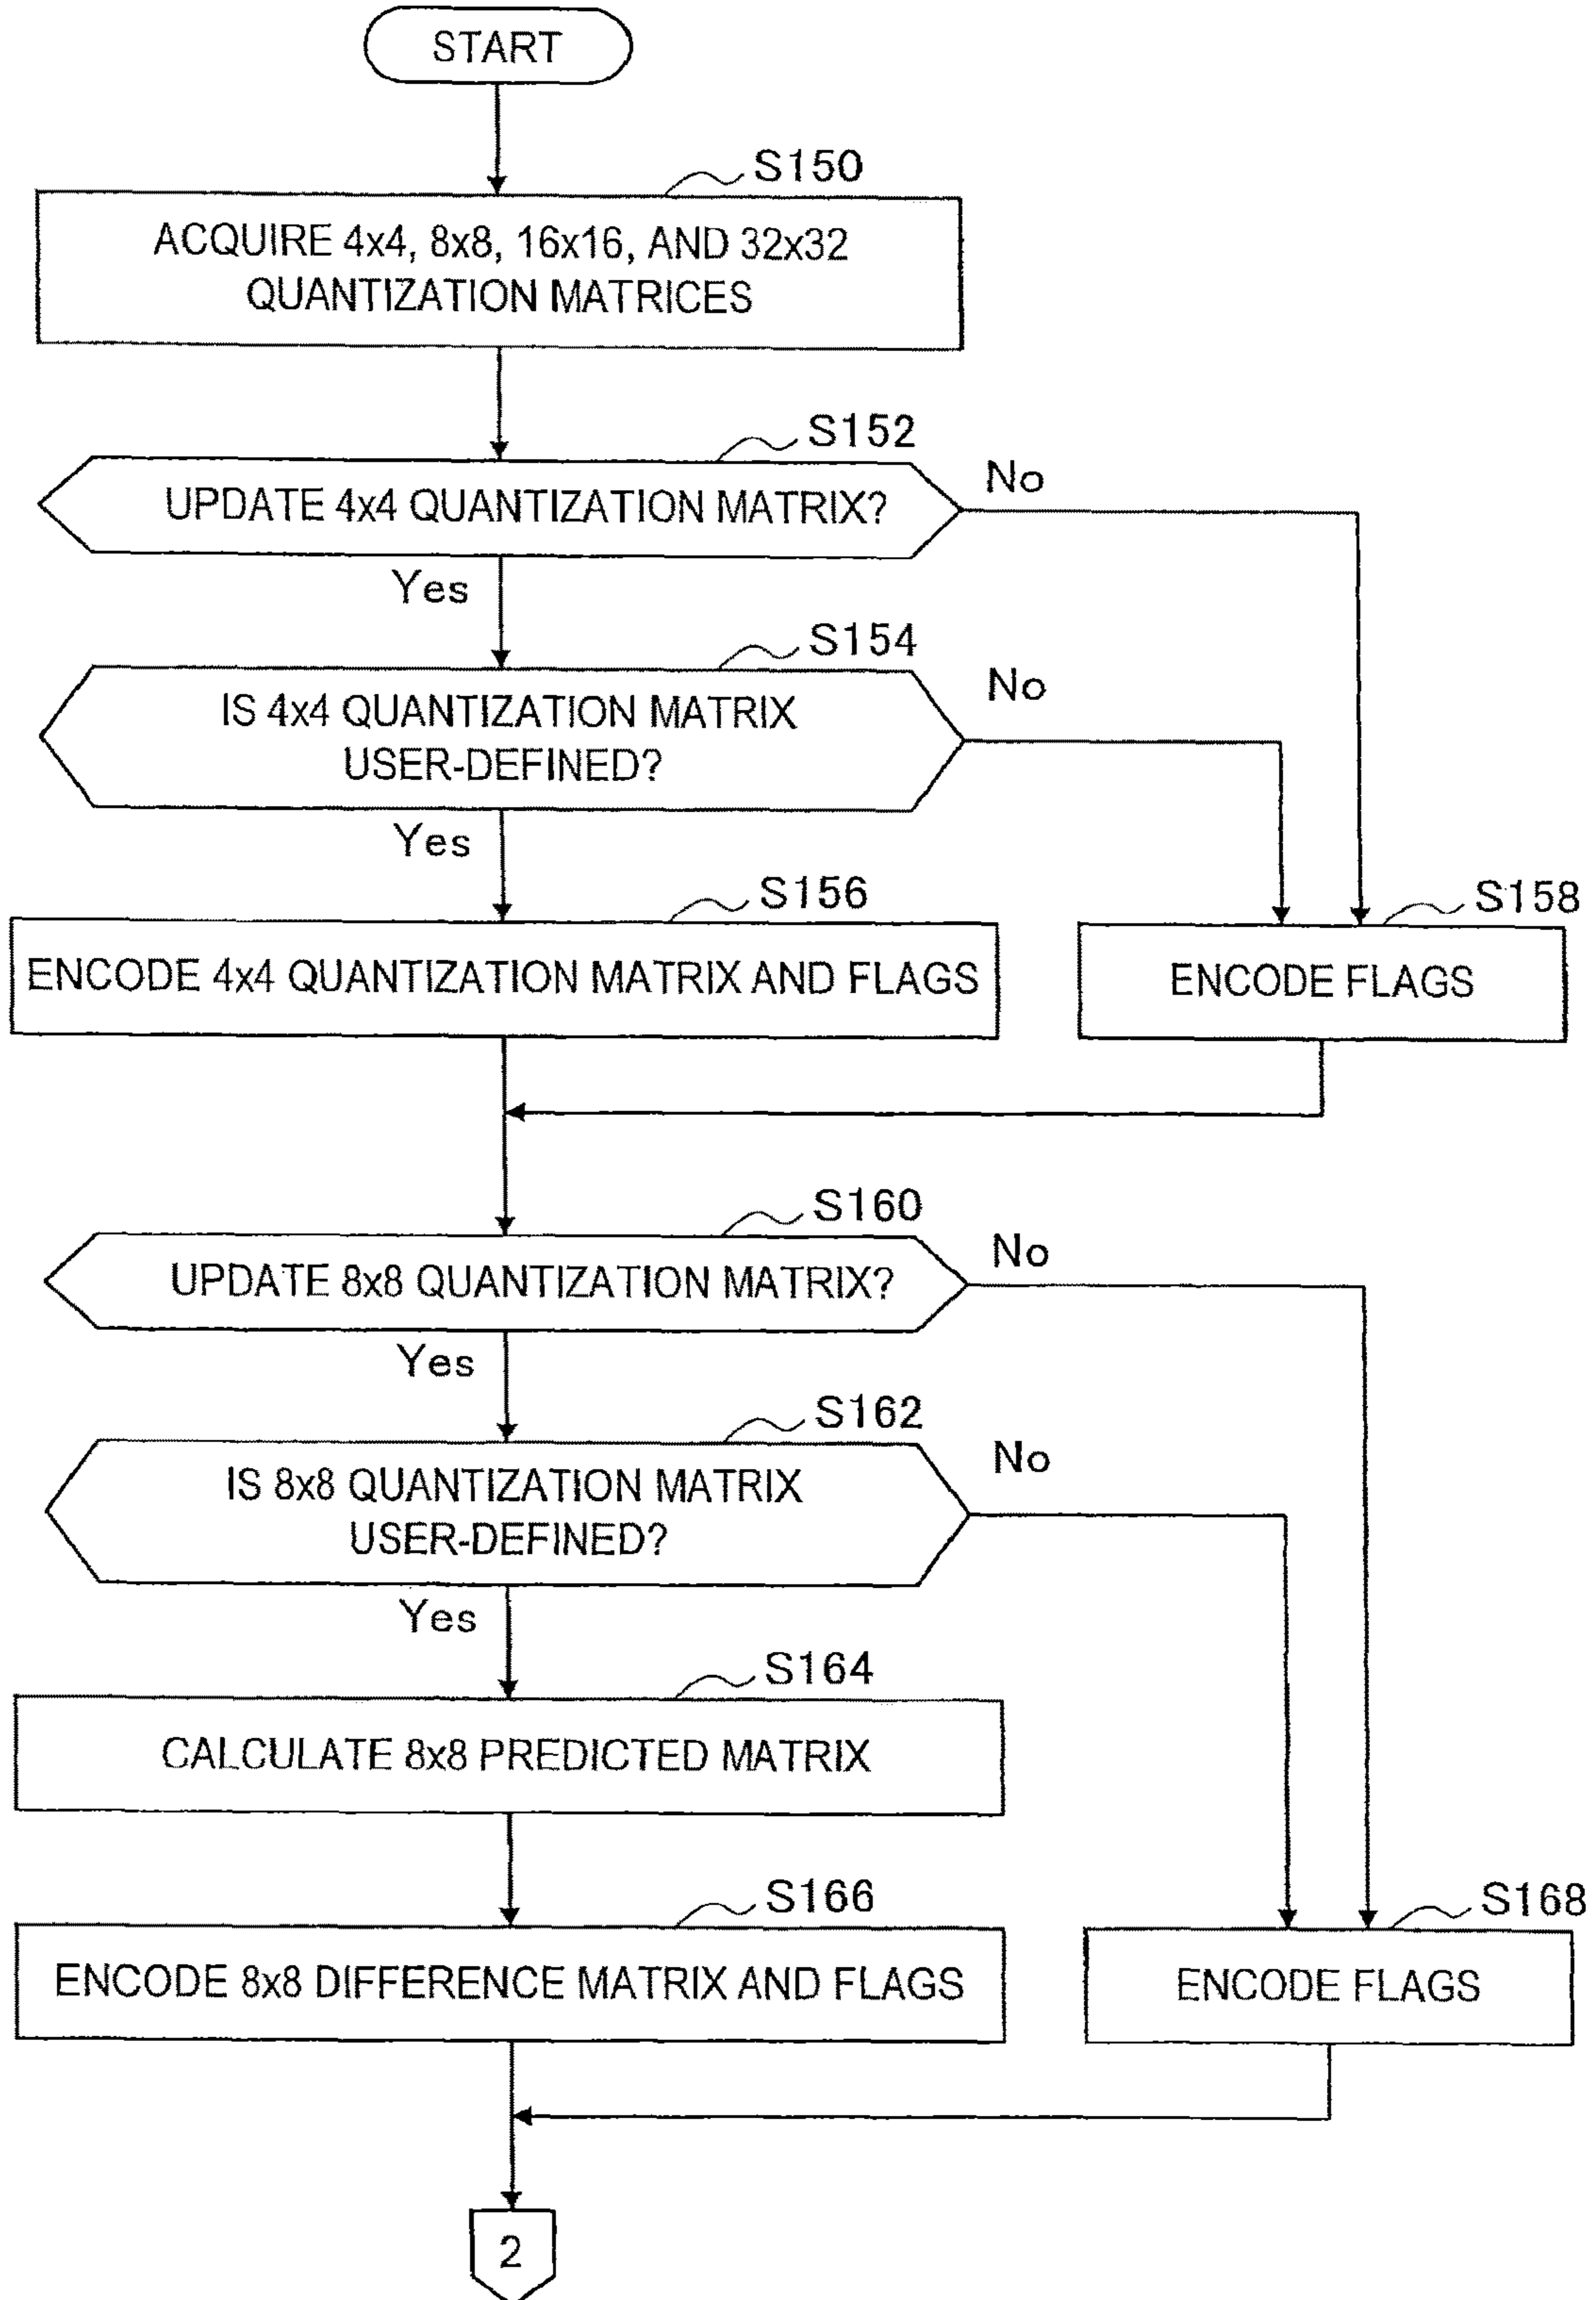 START
S150
ACQUIRE 4x4, 8x8, 16x16, AND 32x32
QUANTIZATION MATRICES
S152
UPDATE 4x4 QUANTIZATION MATRIX?
No
Yes
S154
IS 4x4 QUANTIZATION MATRIX
USER-DEFINED?
No
Yes
S156
ENCODE 4x4 QUANTIZATION MATRIX AND FLAGS
S158
ENCODE FLAGS
S160
UPDATE 8x8 QUANTIZATION MATRIX?
No
Yes
S162
IS 8x8 QUANTIZATION MATRIX
USER-DEFINED?
No
Yes
S164
CALCULATE 8x8 PREDICTED MATRIX
S166
ENCODE 8x8 DIFFERENCE MATRIX AND FLAGS
S168
ENCODE FLAGS
2